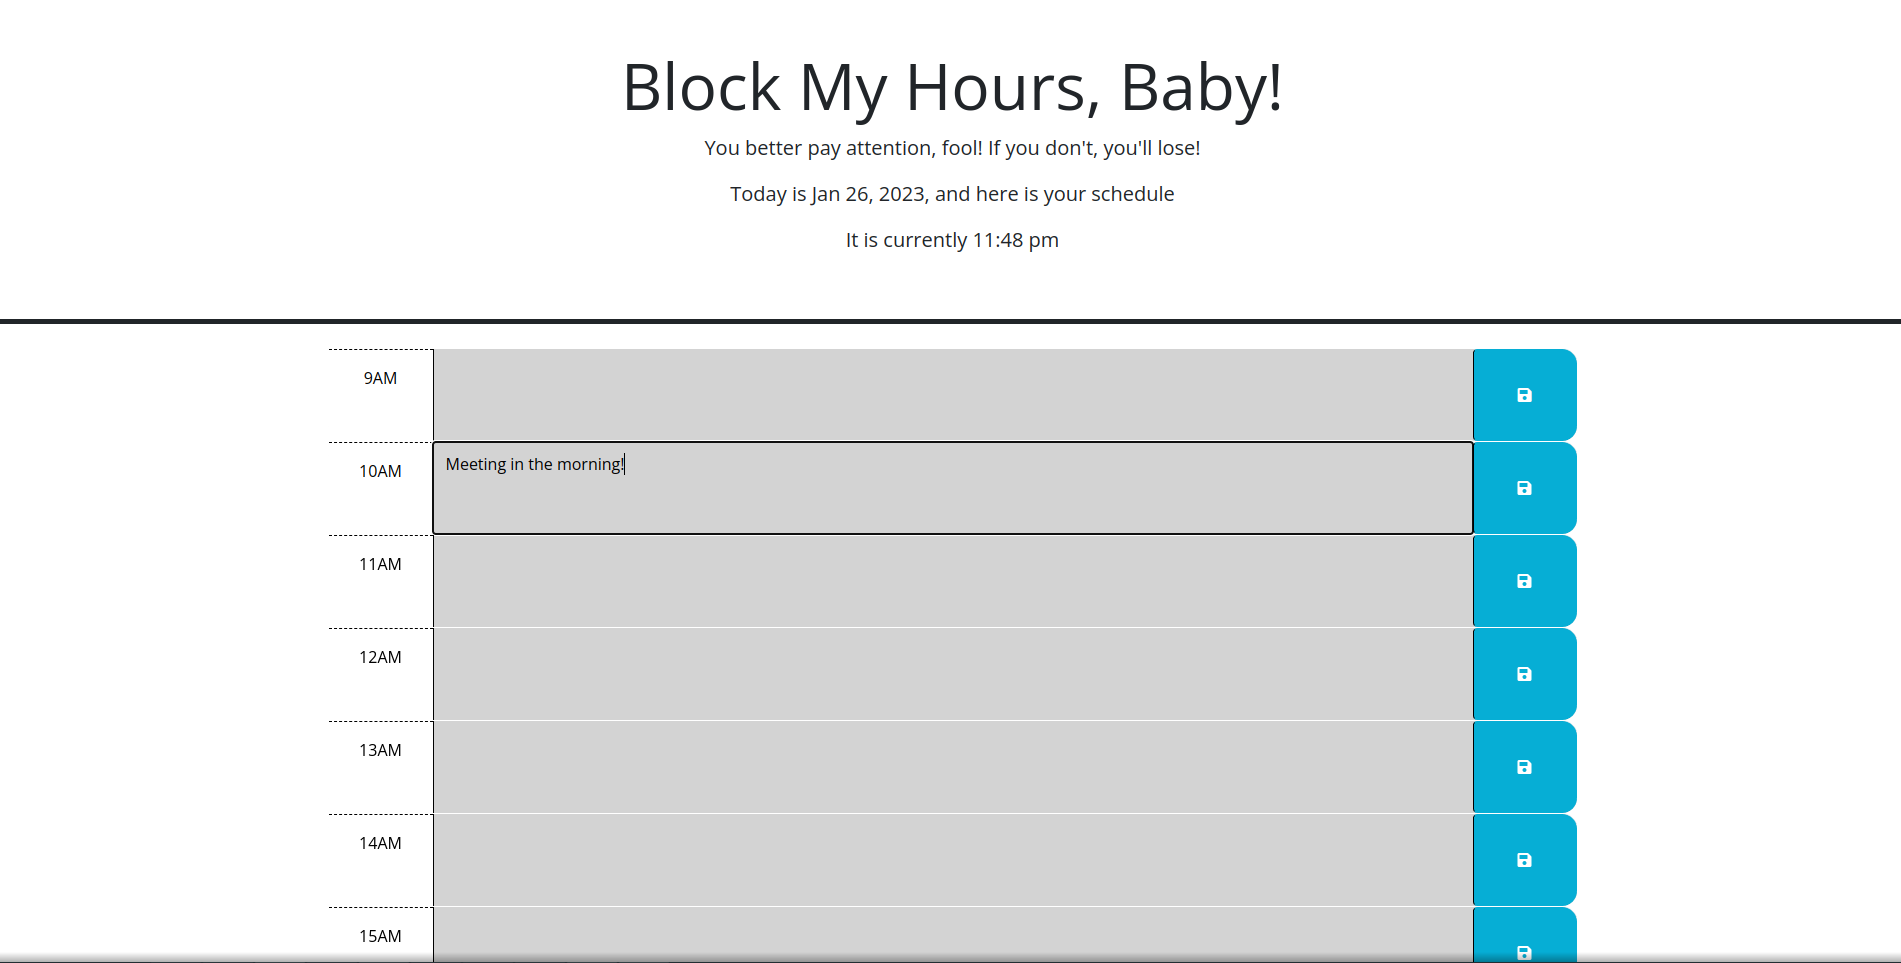 Block My Hours, Baby!
You better pay attention, fool! If you don't, you'll lose!
Today is Jan 26, 2023, and here is your schedule
It is currently 11:48 pm
9AM
10AM
Meeting in the morning!
11AM
12AM
13AM
14AM
15AM